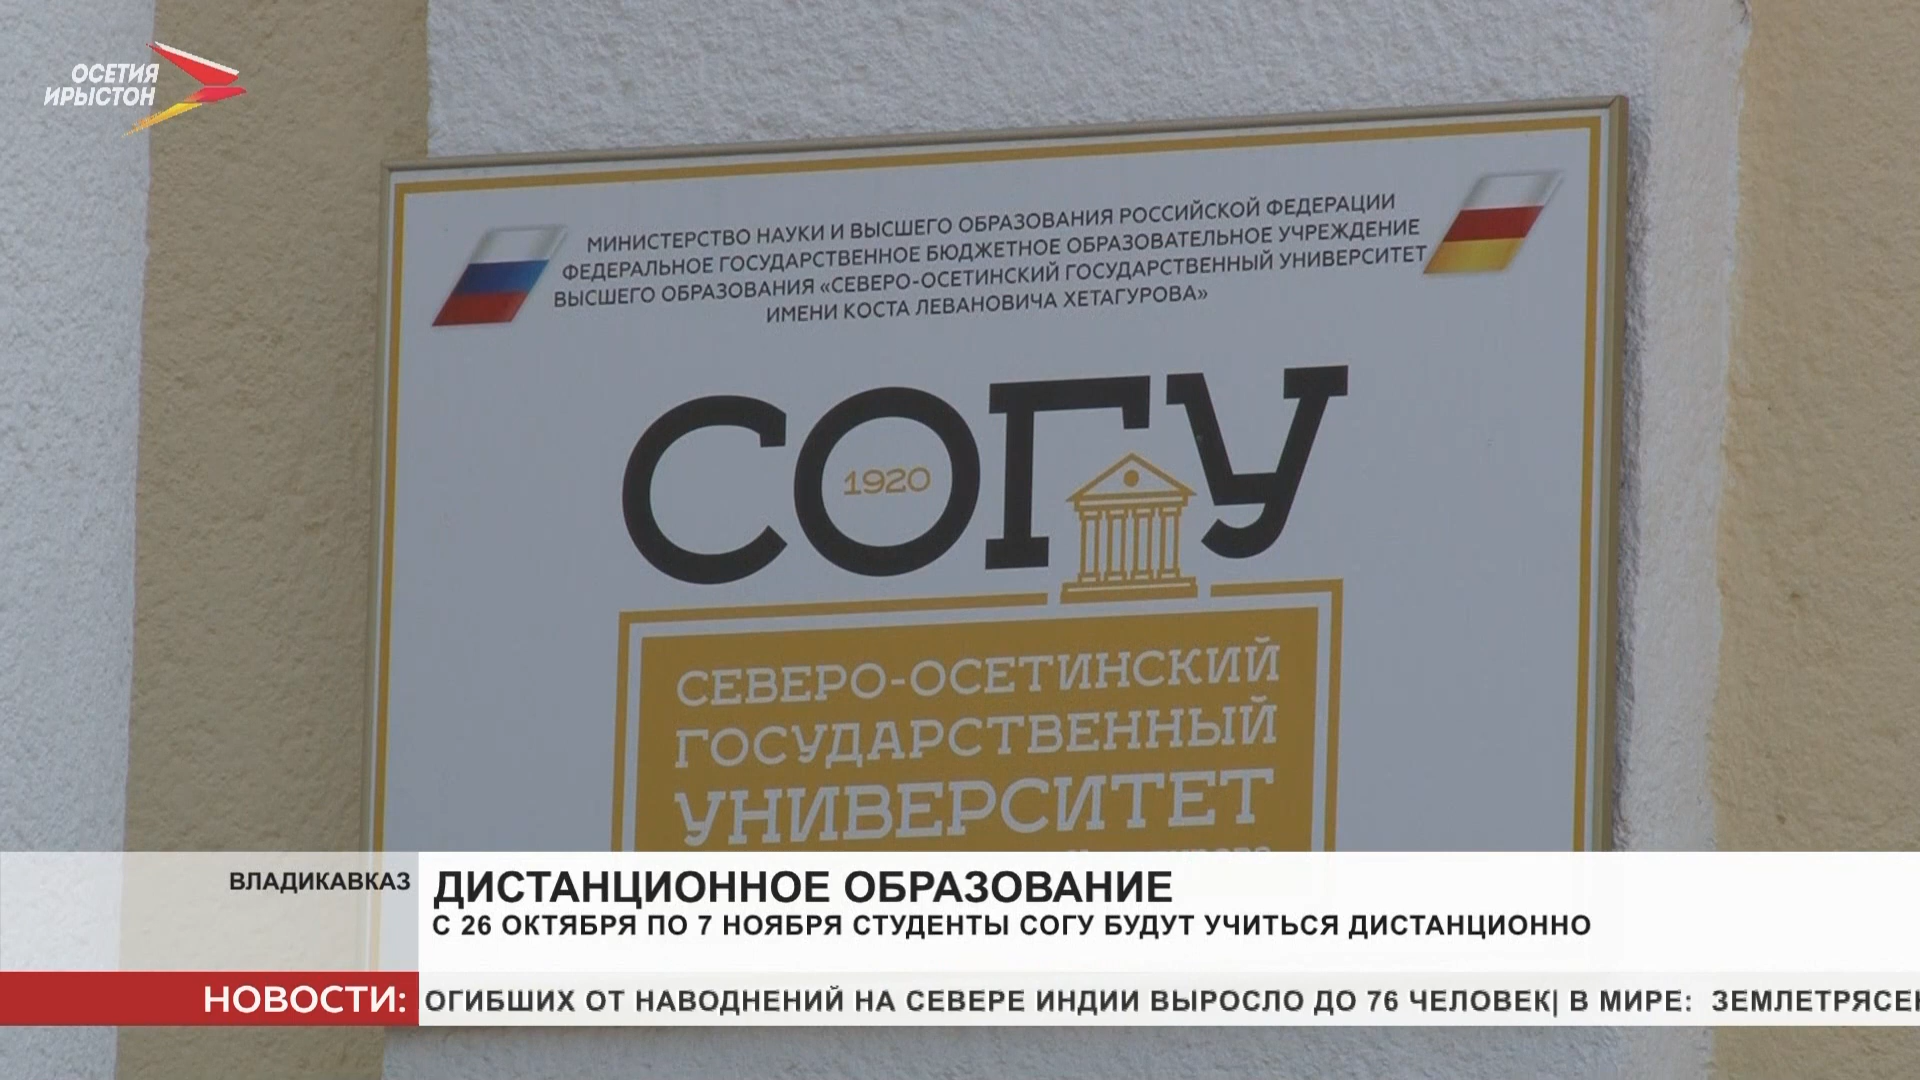 ОСЕТИЯ
ИРЫСТОН
МИНИСТЕРСТВО НАУКИ И ВЫСШЕГО ОБРАЗОВАНИЯ РОССИЙСКОЙ ФЕДЕРАЦИИ
ФЕДЕРАЛЬНОЕ ГОСУДАРСТВЕННОЕ БЮДЖЕТНОЕ ОБРАЗОВАТЕЛЬНОЕ УЧРЕЖДЕНИЕ
ВЫСШЕГО ОБРАЗОВАНИЯ «СЕВЕРО-ОСЕТИНСКИЙ ГОСУДАРСТВЕННЫЙ УНИВЕРСИТЕТ
ИМЕНИ КОСТА ЛЕВАНОВИЧА ХЕТАГУРОВА»
СОГУ
1920
СЕВЕРО-ОСЕТИНСКИЙ
ГОСУДАРСТВЕННЫЙ
УНИВЕРСИТЕТ
ВЛАДИКАВКАЗ
ДИСТАНЦИОННОЕ ОБРАЗОВАНИЕ
С 26 ОКТЯБРЯ ПО 7 НОЯБРЯ СТУДЕНТЫ СОГУ БУДУТ УЧИТЬСЯ ДИСТАНЦИОННО
НОВОСТИ:
ОГИБШИХ ОТ НАВОДНЕНИЙ НА СЕВЕРЕ ИНДИИ ВЫРОСЛО ДО 76 ЧЕЛОВЕК| В МИРЕ: ЗЕМЛЕТРЯСЕ